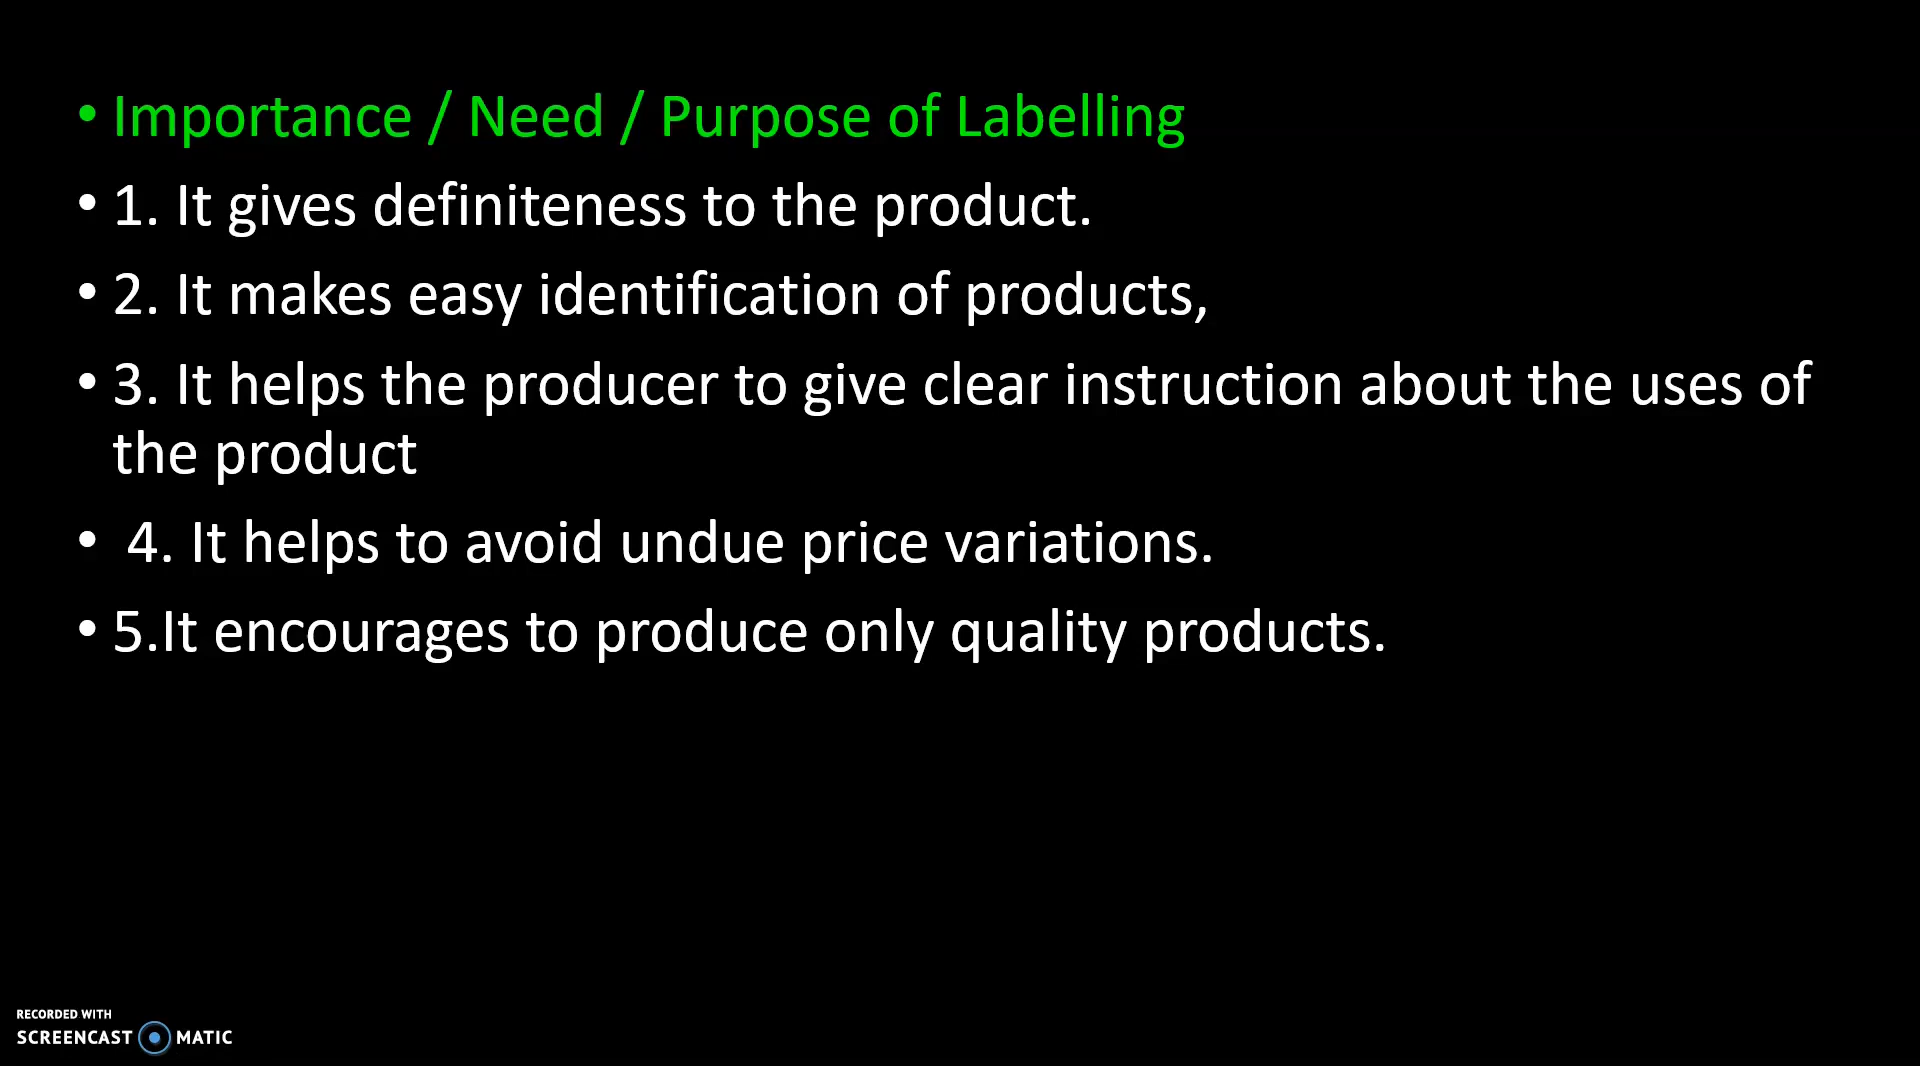 • Importance / Need / Purpose of Labelling
• 1. It gives definiteness to the product.
• 2. It makes easy identification of products,
• 3. It helps the producer to give clear instruction about the uses of
the product
• 4. It helps to avoid undue price variations.
• 5.It encourages to produce only quality products.
RECORDED WITH
SCREENCAST MATIC